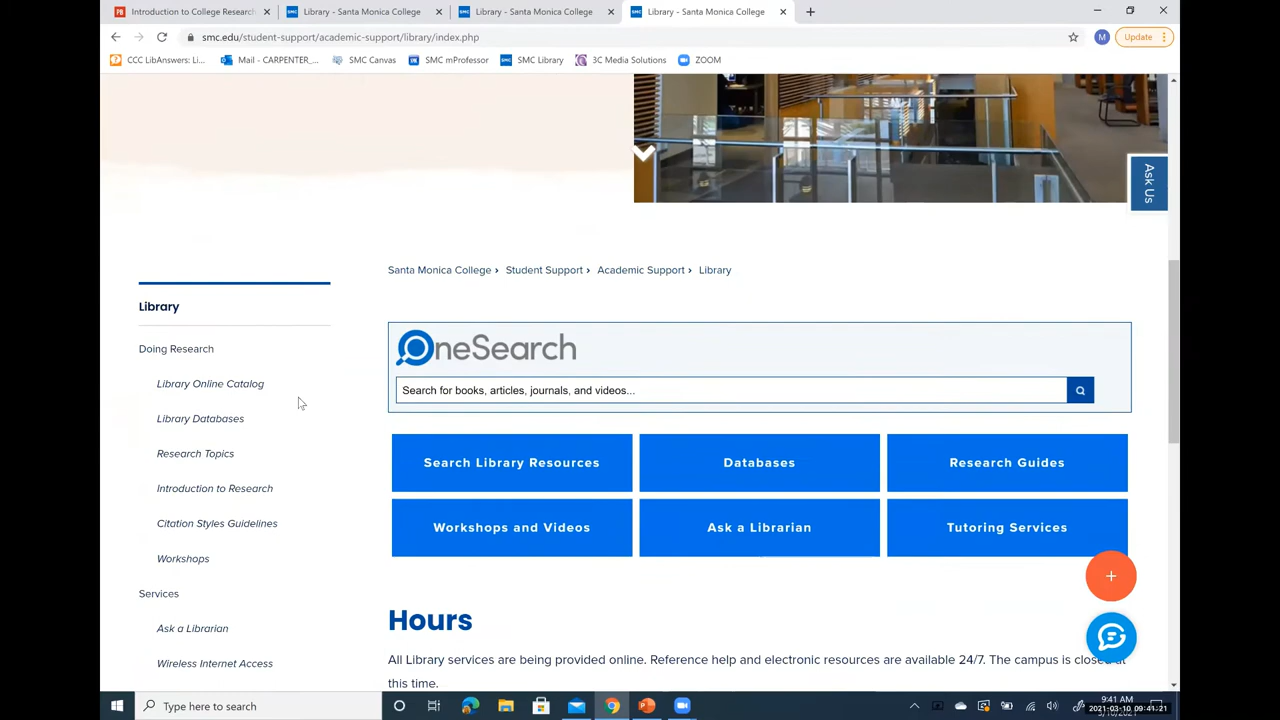 Introduction to College Research
Library - Santa Monica College
Library - Santa Monica College
Library - Santa Monica College
smc.edu/student-support/academic-support/library/index.php
M
Update
CCC LibAnswers: Li...
Mail - CARPENTER_...
SMC Canvas
SMC mProfessor
SMC Library
3C Media Solutions
ZOOM
Ask Us
Santa Monica College › Student Support › Academic Support › Library
Library
Doing Research
Library Online Catalog
Library Databases
Research Topics
Introduction to Research
Citation Styles Guidelines
Workshops
Services
Ask a Librarian
Wireless Internet Access
OneSearch
Search for books, articles, journals, and videos...
Search Library Resources
Databases
Research Guides
Workshops and Videos
Ask a Librarian
Tutoring Services
Hours
All Library services are being provided online. Reference help and electronic resources are available 24/7. The campus is closed at
this time.
Type here to search
9:41 AM
2021-03-10 09:41:21